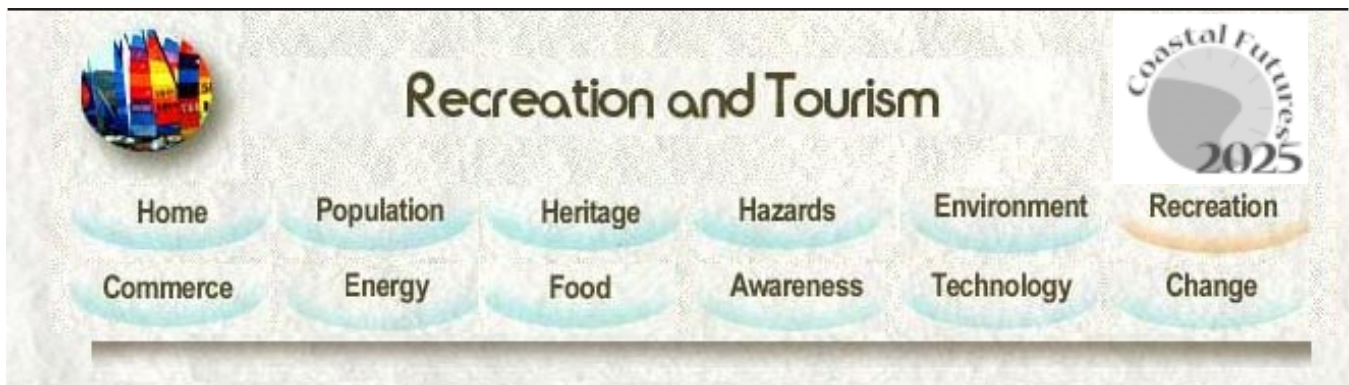 Recreation and Tourism
Coastal Futures
2025
Home Population Heritage Hazards Environment Recreation
Commerce Energy Food Awareness Technology Change